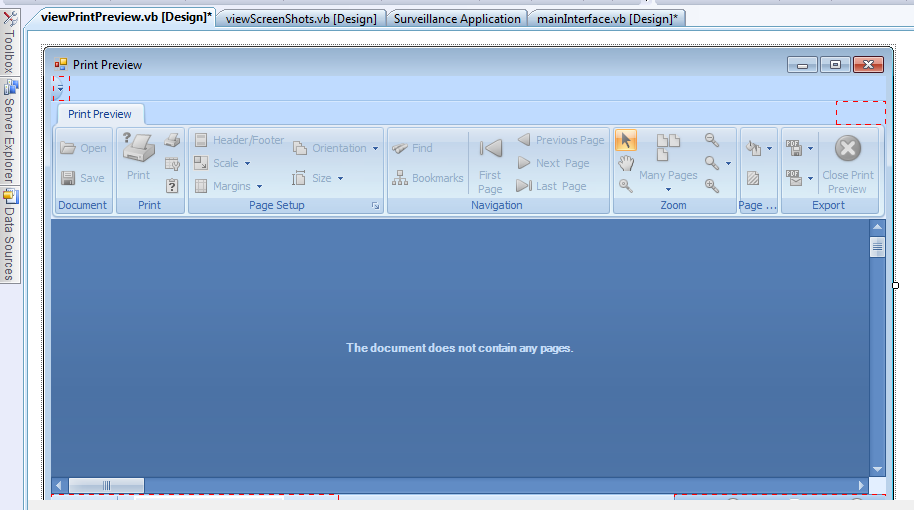 viewPrintPreview.vb [Design]* viewScreenShots.vb [Design] Surveillance Application mainInterface.vb [Design]*
Toolbox
Server Explorer
Data Sources
Print Preview
Print Preview
Open
Save
Document
Print
Print
Header/Footer
Scale
Margins
Orientation
Size
Page Setup
Find
Bookmarks
First
Page
Previous Page
Next Page
Last Page
Navigation
Many Pages
Zoom
Page ...
PDF
PDF
Export
Close Print
Preview
The document does not contain any pages.